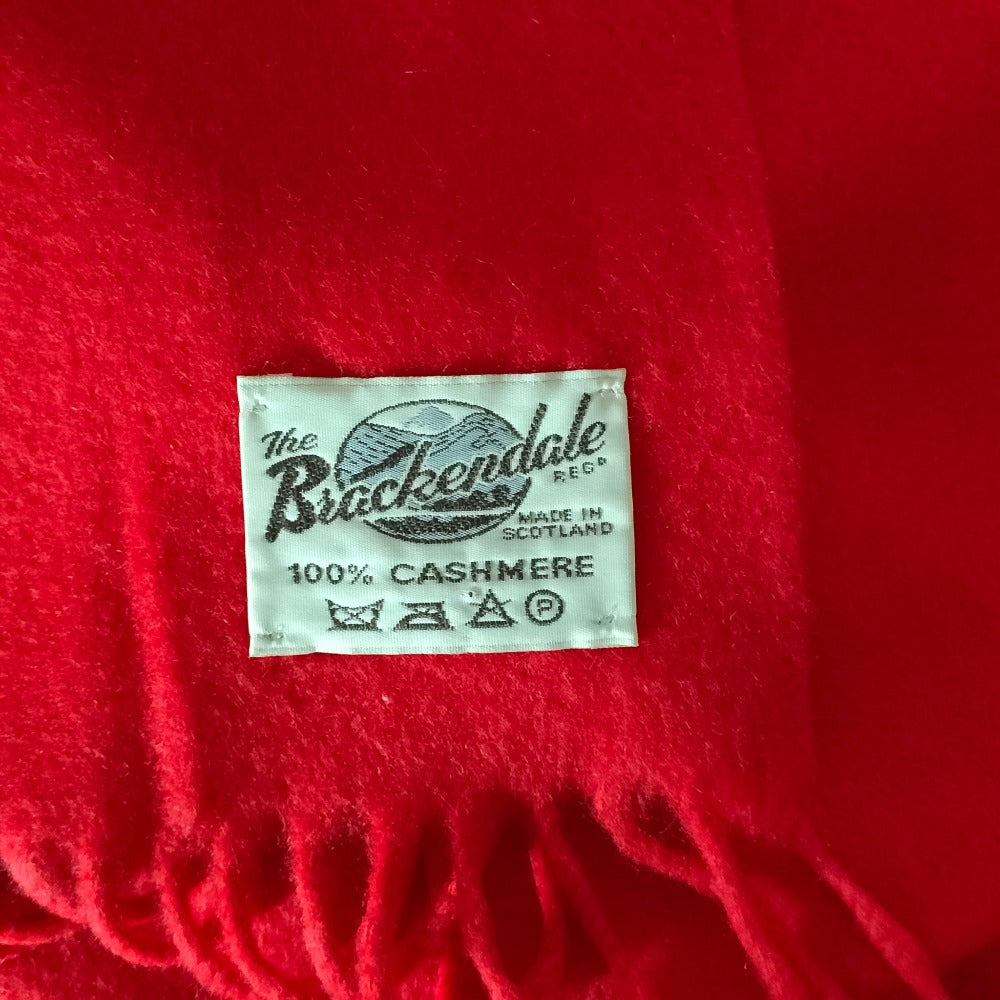 The
Brackendale
REGD
MADE IN
SCOTLAND
100% CASHMERE
P